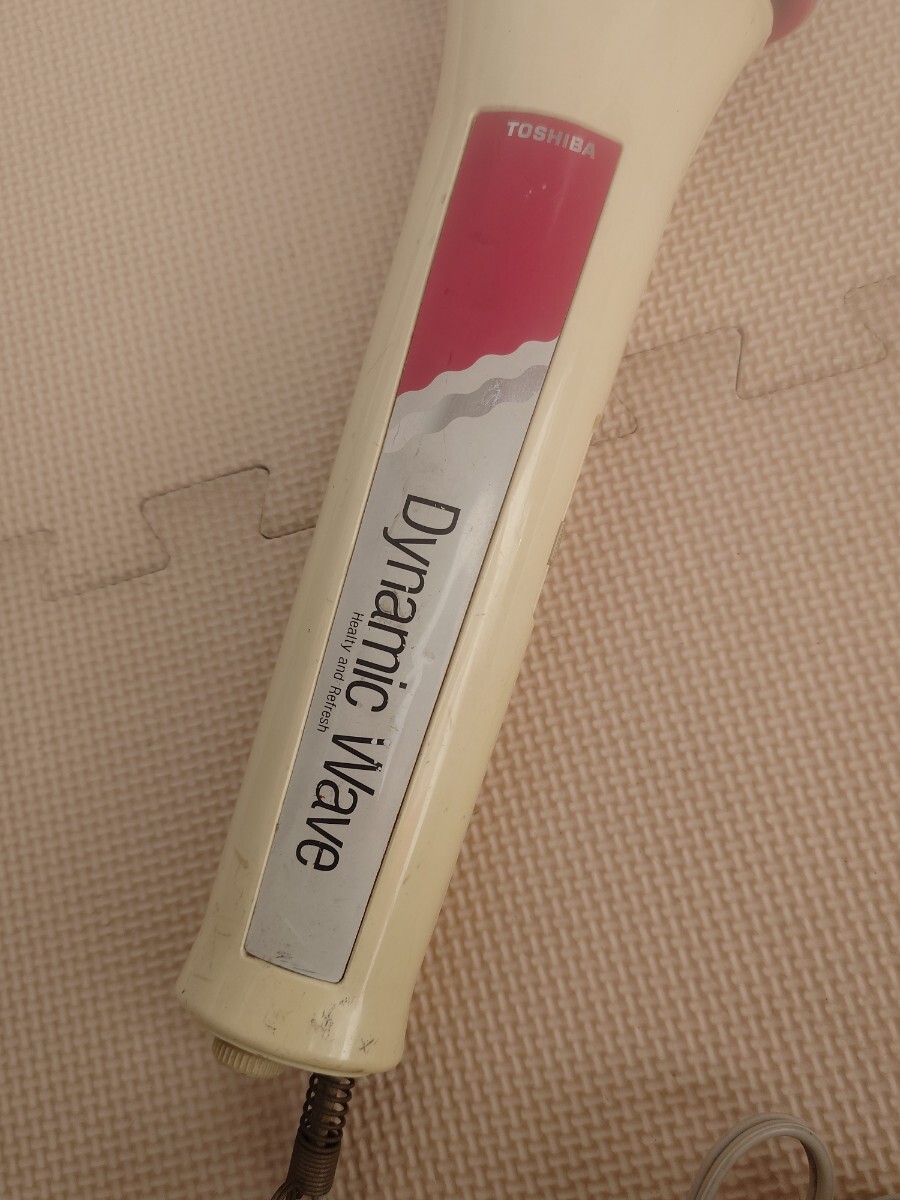 TOSHIBA
Dynamic Wave
Healty and Refresh